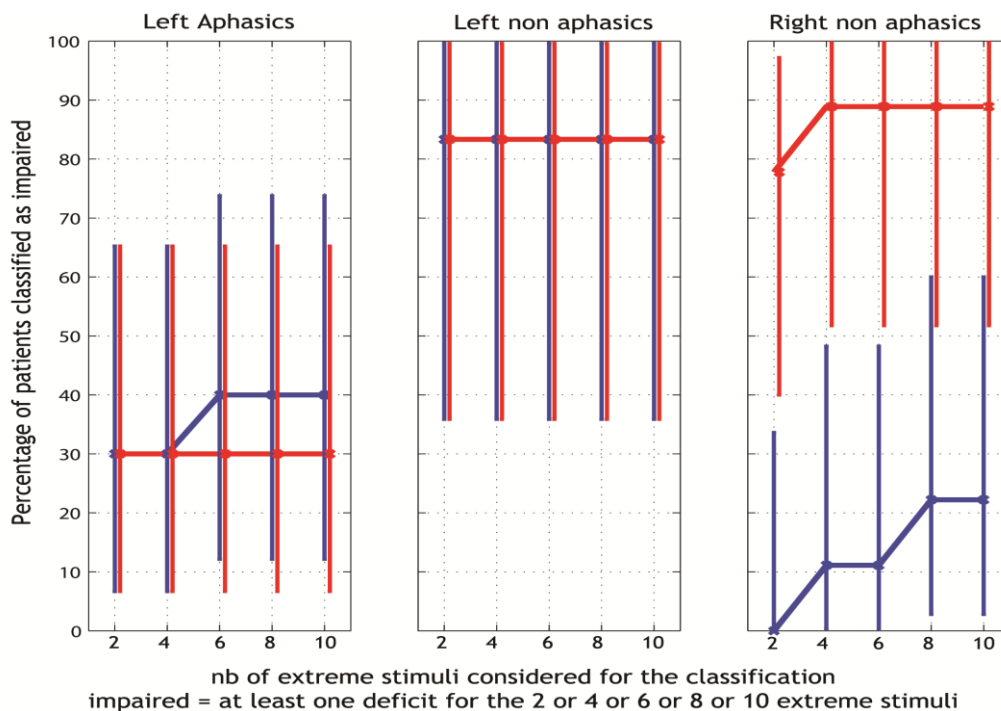 Left Aphasics
Left non aphasics
Right non aphasics
Percentage of patients classified as impaired
100
90
80
70
60
50
40
30
20
10
0
2 4 6 8 10
2 4 6 8 10
2 4 6 8 10
nb of extreme stimuli considered for the classification
impaired = at least one deficit for the 2 or 4 or 6 or 8 or 10 extreme stimuli